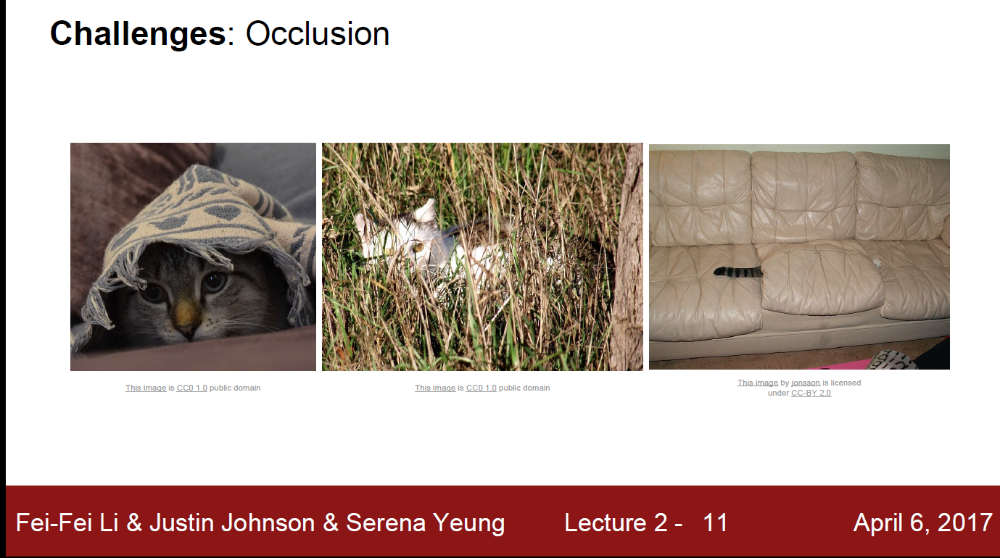 Challenges: Occlusion
This image is CC0 1.0 public domain
This image is CC0 1.0 public domain
This image by jonsson is licensed
under CC-BY 2.0
Fei-Fei Li & Justin Johnson & Serena Yeung
Lecture 2 - 11
April 6, 2017